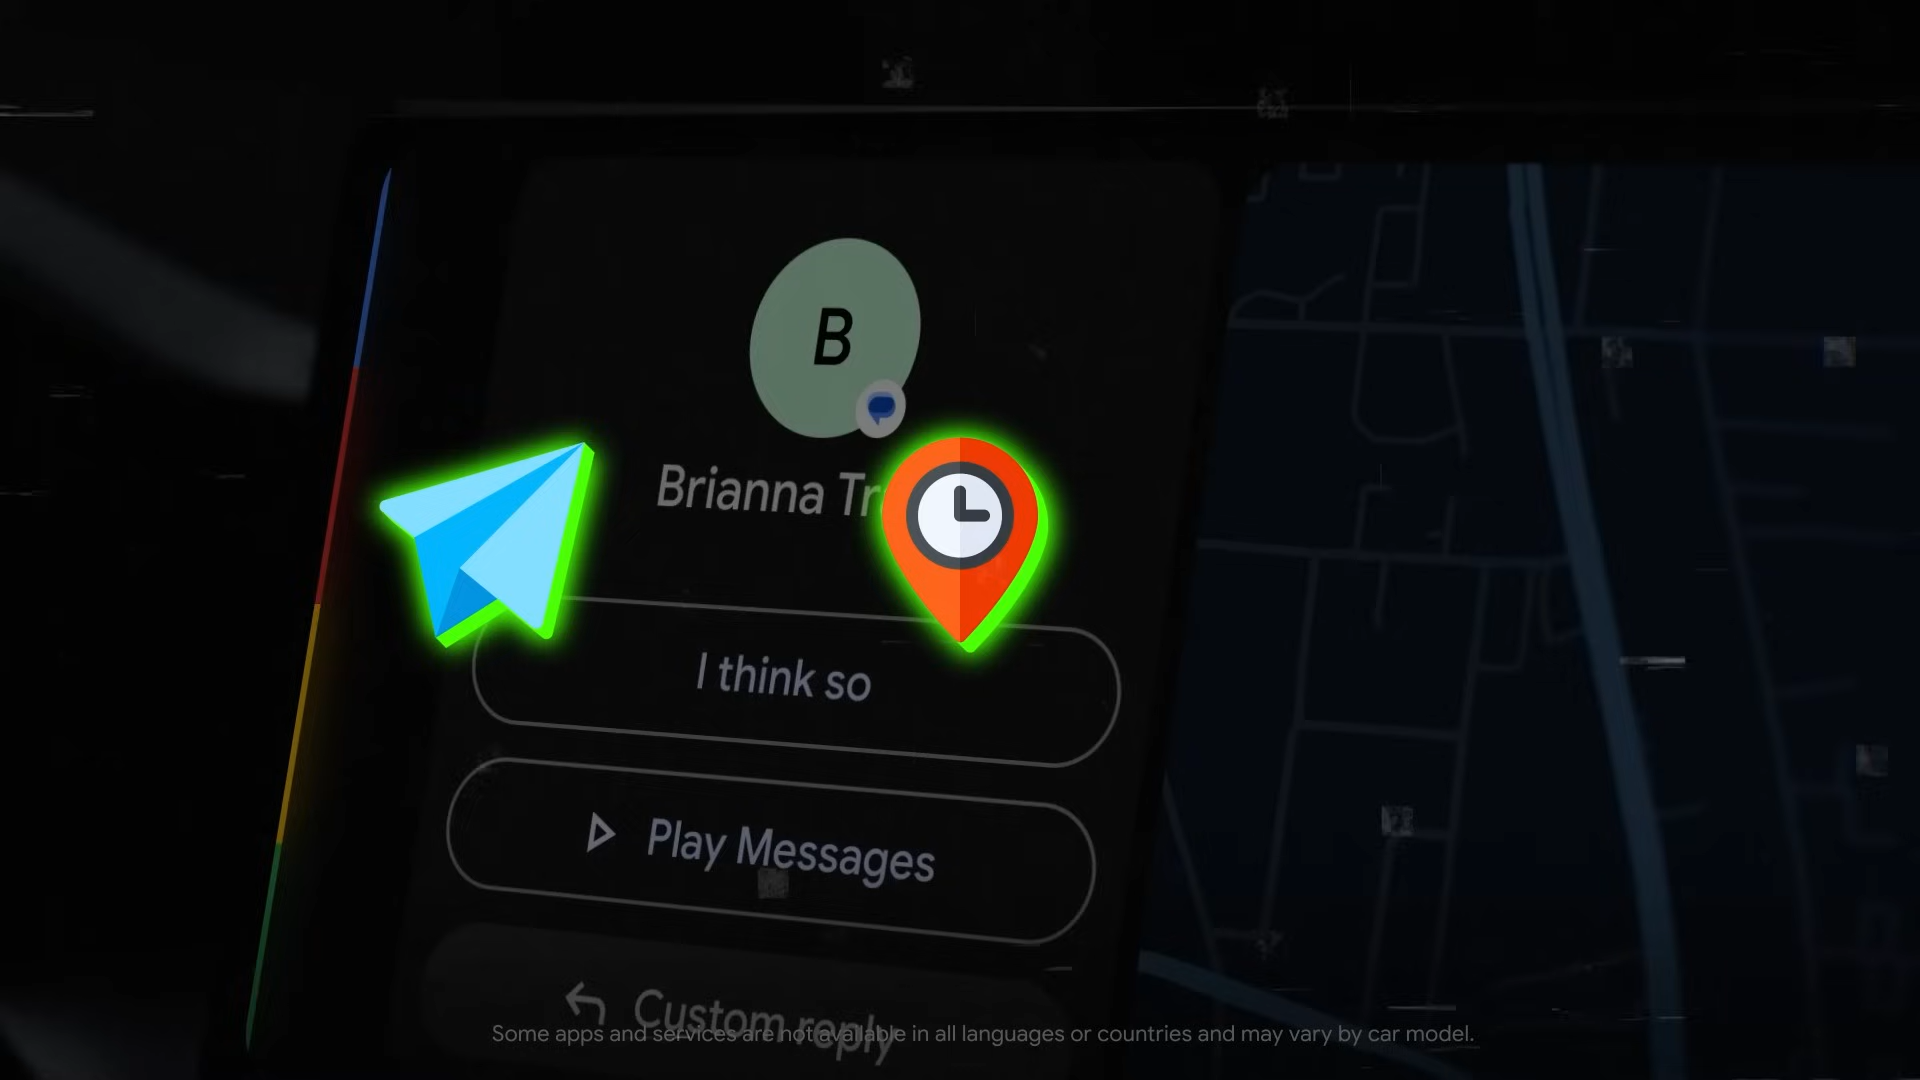 B
Brianna Tr
I think so
Play Messages
Custom reply
Some apps and services are not available in all languages or countries and may vary by car model.